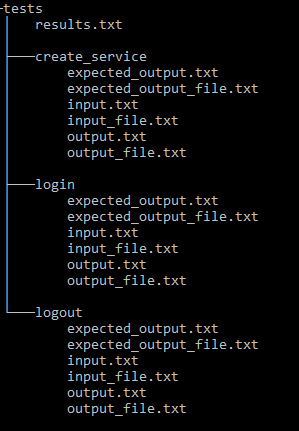 tests
results.txt
create_service
expected_output.txt
expected_output_file.txt
input.txt
input_file.txt
output.txt
output_file.txt
login
expected_output.txt
expected_output_file.txt
input.txt
input_file.txt
output.txt
output_file.txt
logout
expected_output.txt
expected_output_file.txt
input.txt
input_file.txt
output.txt
output_file.txt